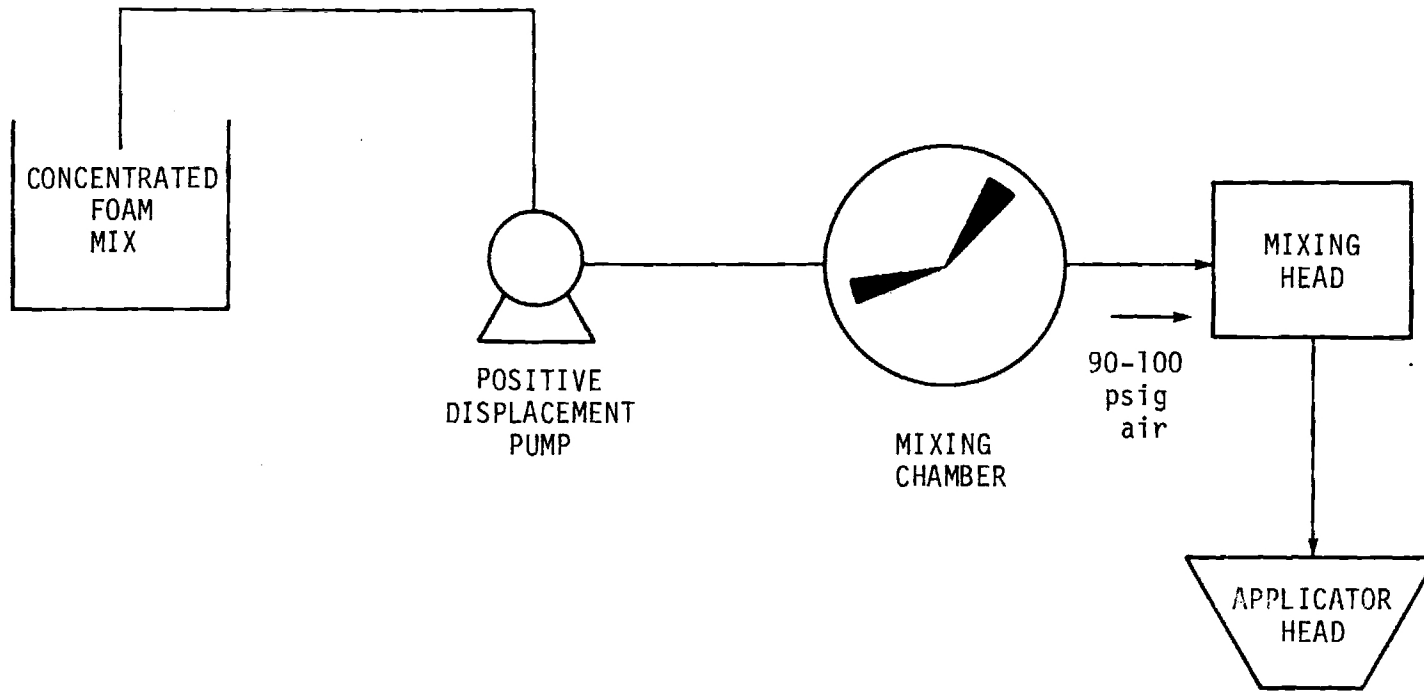 CONCENTRATED
FOAM
MIX
POSITIVE
DISPLACEMENT
PUMP
MIXING
CHAMBER
90-100
psig
air
MIXING
HEAD
APPLICATOR
HEAD